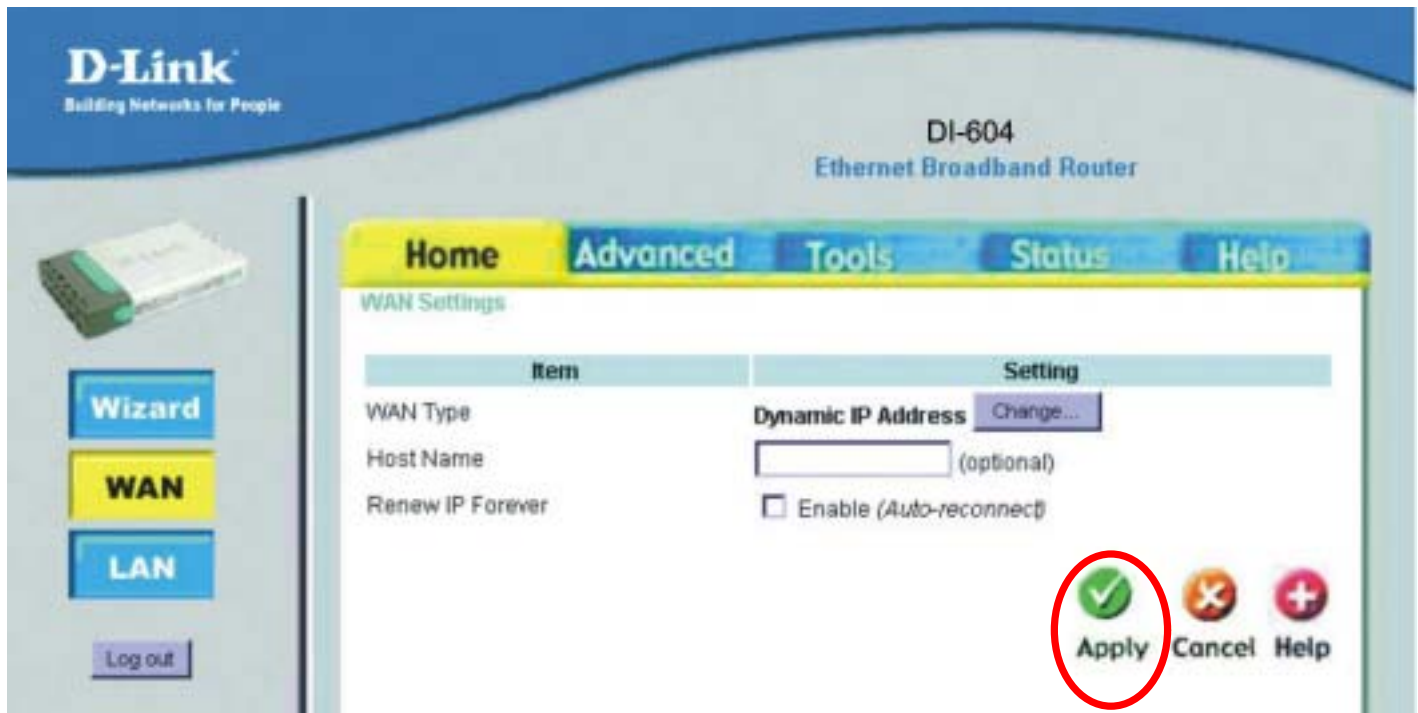 D-Link
Building Networks for People
DI-604
Ethernet Broadband Router
Home Advanced Tools Status Help
WAN Settings
Item Setting
WAN Type Dynamic IP Address Change...
Host Name (optional)
Renew IP Forever Enable (Auto-reconnect)
Wizard
WAN
LAN
Log out
Apply Cancel Help